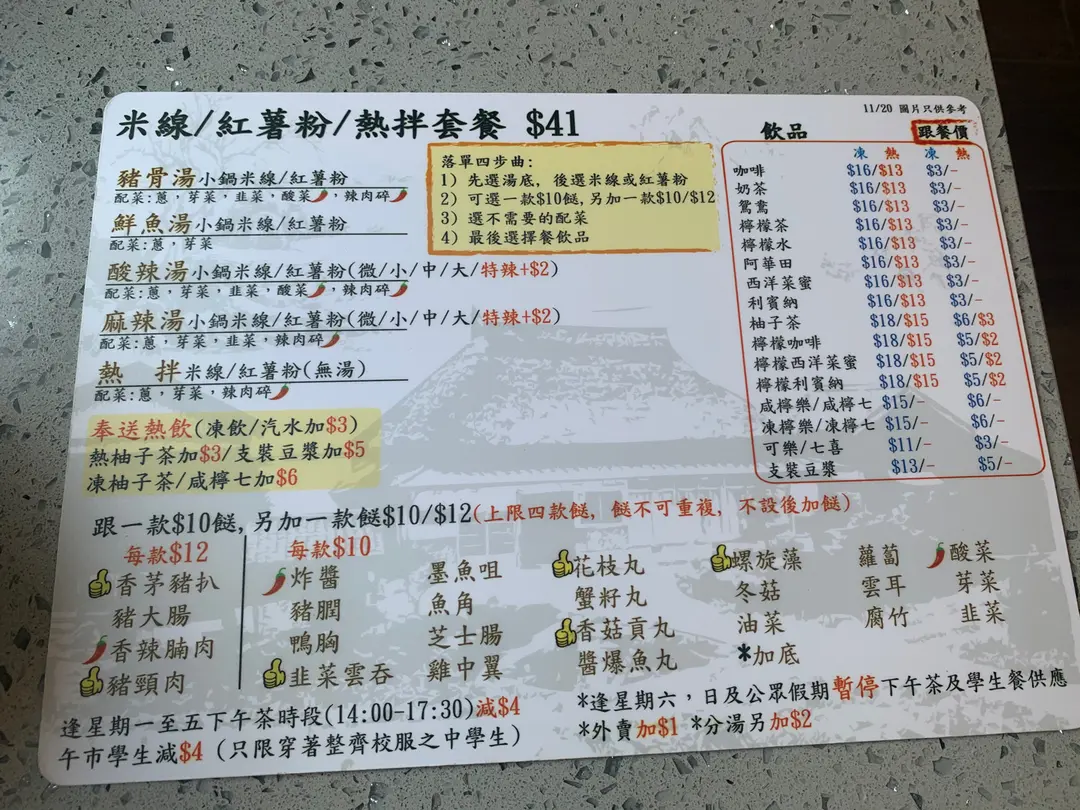 米線/紅薯粉/熱拌套餐 $41
11/20 圖片只供參考
豬骨湯小鍋米線/紅薯粉
配菜:蔥,芽菜,韭菜,酸菜,辣肉碎
鮮魚湯小鍋米線/紅薯粉
配菜:蔥,芽菜
酸辣湯小鍋米線/紅薯粉(微/小/中/大/特辣+$2)
配菜:蔥,芽菜,韭菜,酸菜,辣肉碎
麻辣湯小鍋米線/紅薯粉(微/小/中/大/特辣+$2)
配菜:蔥,芽菜,韭菜,辣肉碎
熱 拌米線/紅薯粉(無湯)
配菜:蔥,芽菜,辣肉碎
落單四步曲:
1) 先選湯底, 後選米線或紅薯粉
2) 可選一款$10餸,另加一款$10/$12
3) 選不需要的配菜
4) 最後選擇餐飲品
奉送熱飲(凍飲/汽水加$3)
熱柚子茶加$3/支裝豆漿加$5
凍柚子茶/咸檸七加$6
飲品 跟餐價
凍 熱 凍 熱
咖啡 $16/$13 $3/-
奶茶 $16/$13 $3/-
鴛鴦 $16/$13 $3/-
檸檬茶 $16/$13 $3/-
檸檬水 $16/$13 $3/-
阿華田 $16/$13 $3/-
西洋菜蜜 $16/$13 $3/-
利賓納 $16/$13 $3/-
柚子茶 $18/$15 $6/$3
檸檬咖啡 $18/$15 $5/$2
檸檬西洋菜蜜 $18/$15 $5/$2
檸檬利賓納 $18/$15 $5/$2
咸檸樂/咸檸七 $15/- $6/-
凍檸樂/凍檸七 $15/- $6/-
可樂/七喜 $11/- $3/-
支裝豆漿 $13/- $5/-
跟一款$10餸,另加一款餸$10/$12(上限四款餸, 餸不可重複, 不設後加餸)
每款$12
香茅豬扒
豬大腸
香辣腩肉
豬頸肉
每款$10
炸醬 墨魚咀 花枝丸 螺旋藻 蘿蔔 酸菜
豬膶 魚角 蟹籽丸 冬菇 雲耳 芽菜
鴨胸 芝士腸 香菇貢丸 油菜 腐竹 韭菜
韭菜雲吞 雞中翼 醬爆魚丸 *加底
逢星期一至五下午茶時段(14:00-17:30)減$4
午市學生減$4 (只限穿著整齊校服之中學生)
*逢星期六,日及公眾假期暫停下午茶及學生餐供應
*外賣加$1 *分湯另加$2